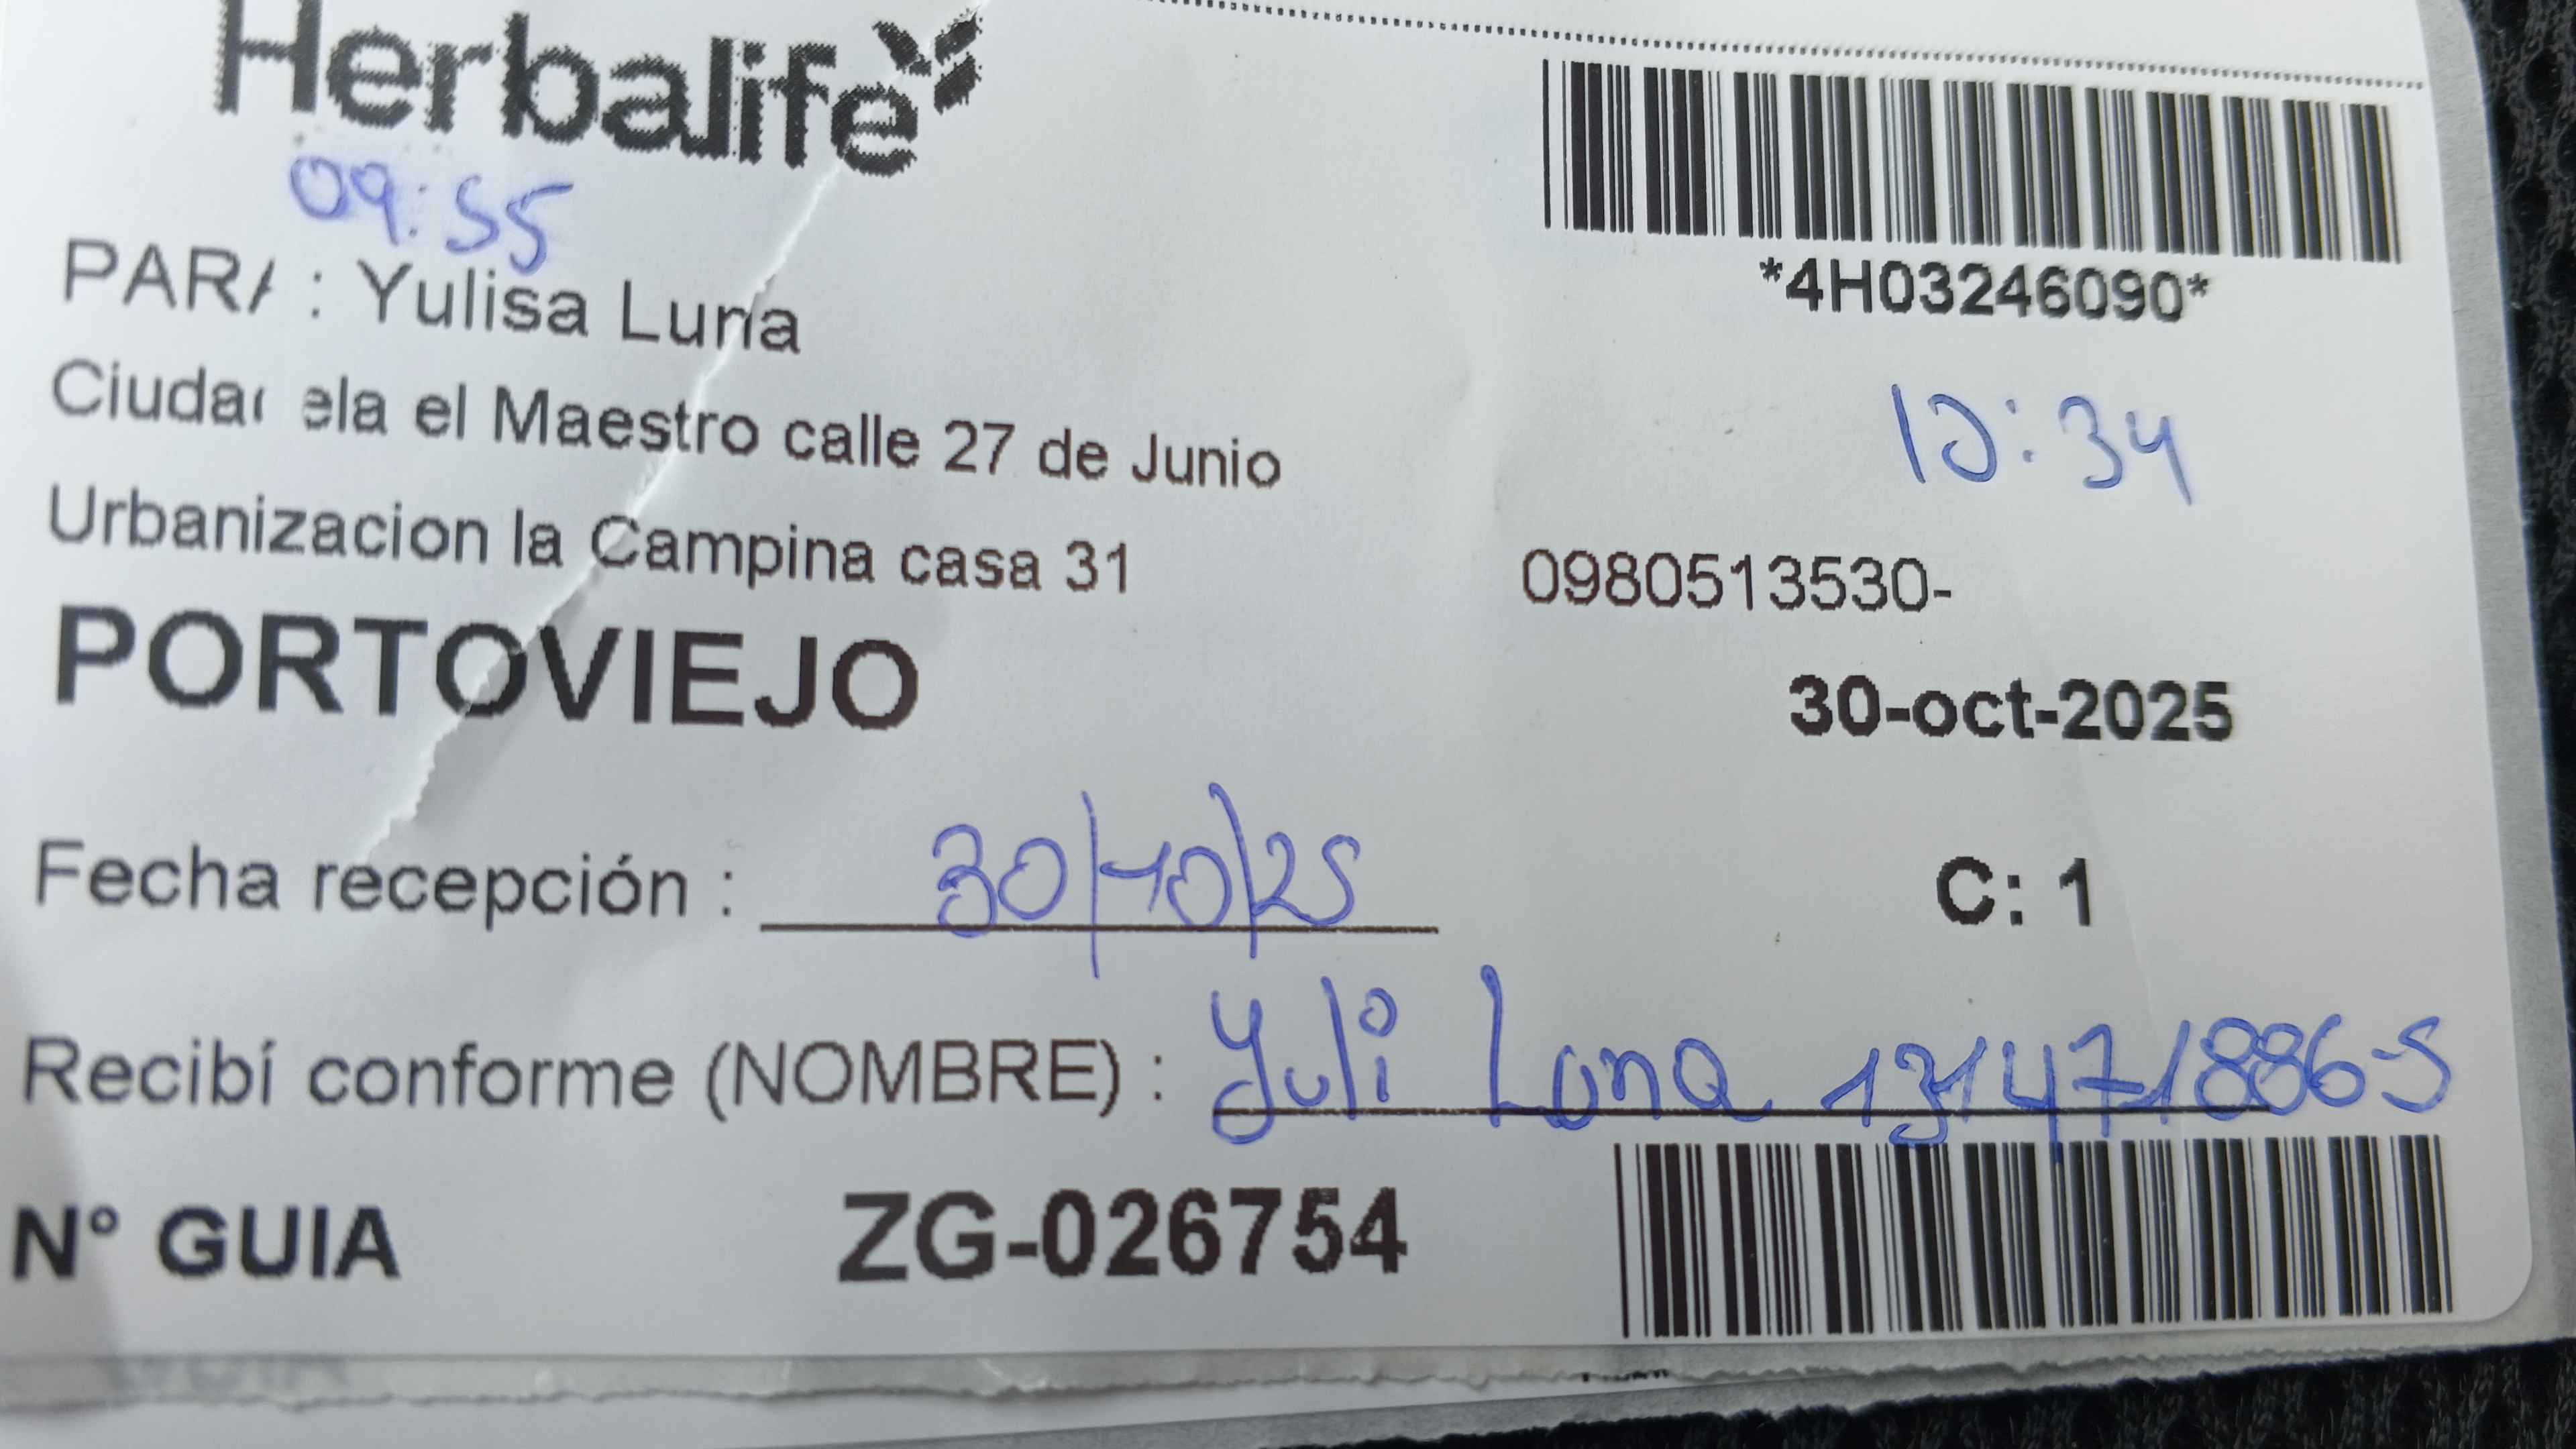 Herbalife
09:55
*4H03246090*
PARA : Yulisa Luna
10:34
Ciudadela el Maestro calle 27 de Junio
Urbanizacion la Campina casa 31
0980513530-
PORTOVIEJO
30-oct-2025
Fecha recepción : 30/10/25
C: 1
Recibí conforme (NOMBRE) : Yuli Luna 131471886-5
N° GUIA ZG-026754